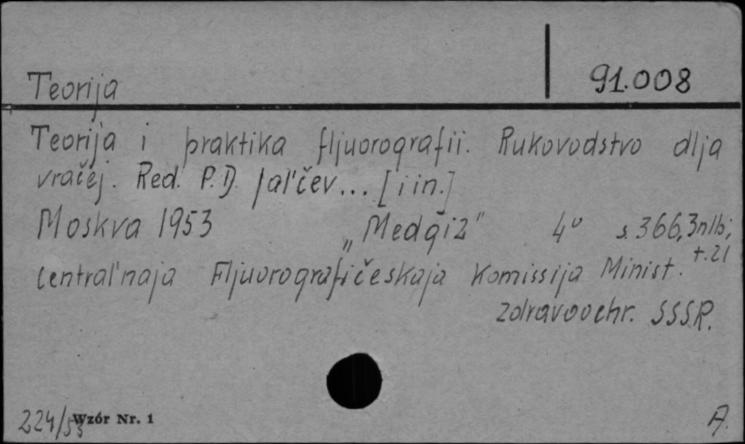 Teorija 91.008
Teorija i praktika fljuorografii. Rukovodstvo dlja
vračej. Red. P.D. Jal'čev... [i in.]
Moskva 1953 „Medgiz" 4° s. 366, 3nlb;
t. 21
Central'naja Fljuorografičeskaja Komissija Minist.
Zdravoochr. SSSR.
224/55 Wzór Nr. 1 A.